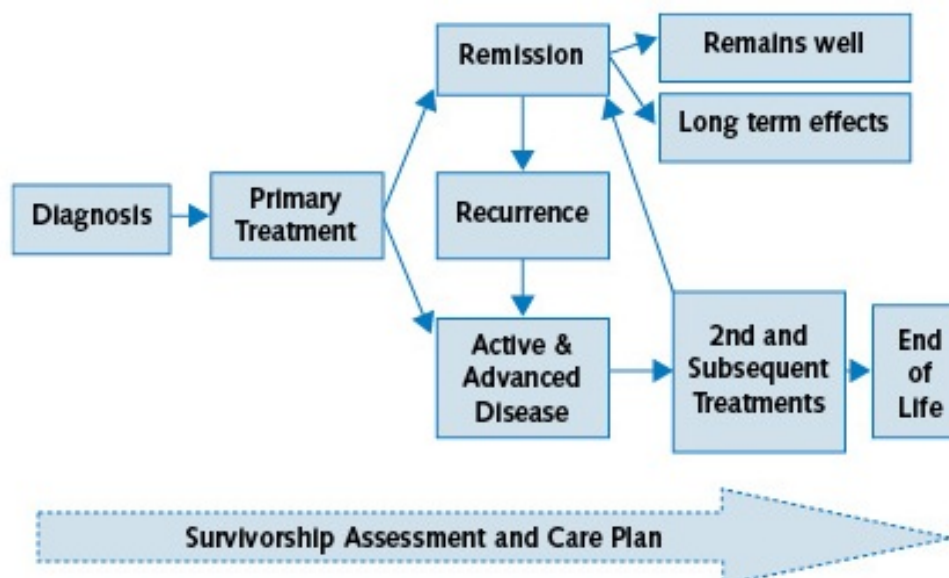 Remission
Remains well
Long term effects
Diagnosis
Primary
Treatment
Recurrence
Active &
Advanced
Disease
2nd and
Subsequent
Treatments
End
of
Life
Survivorship Assessment and Care Plan